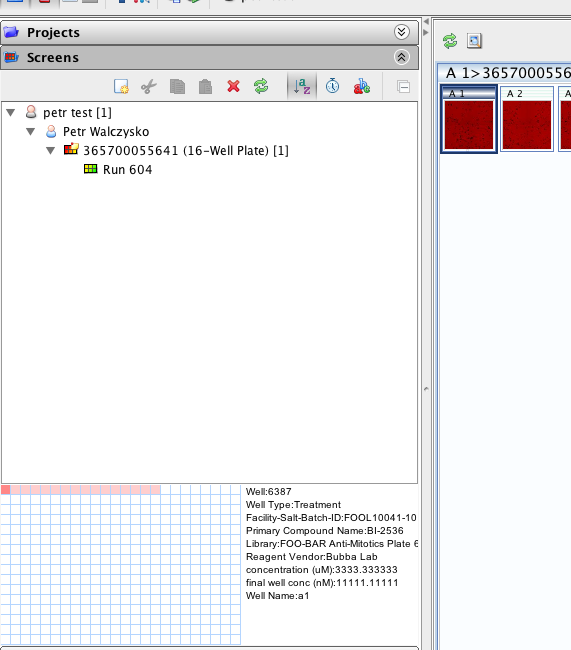 Projects
Screens
petr test [1]
Petr Walczysko
365700055641 (16-Well Plate) [1]
Run 604
A 1>3657000556
A 1
A 2
Well:6387
Well Type:Treatment
Facility-Salt-Batch-ID:FOOL10041-10
Primary Compound Name:BI-2536
Library:FOO-BAR Anti-Mitotics Plate 6
Reagent Vendor:Bubba Lab
concentration (uM):3333.333333
final well conc (nM):11111.11111
Well Name:a1